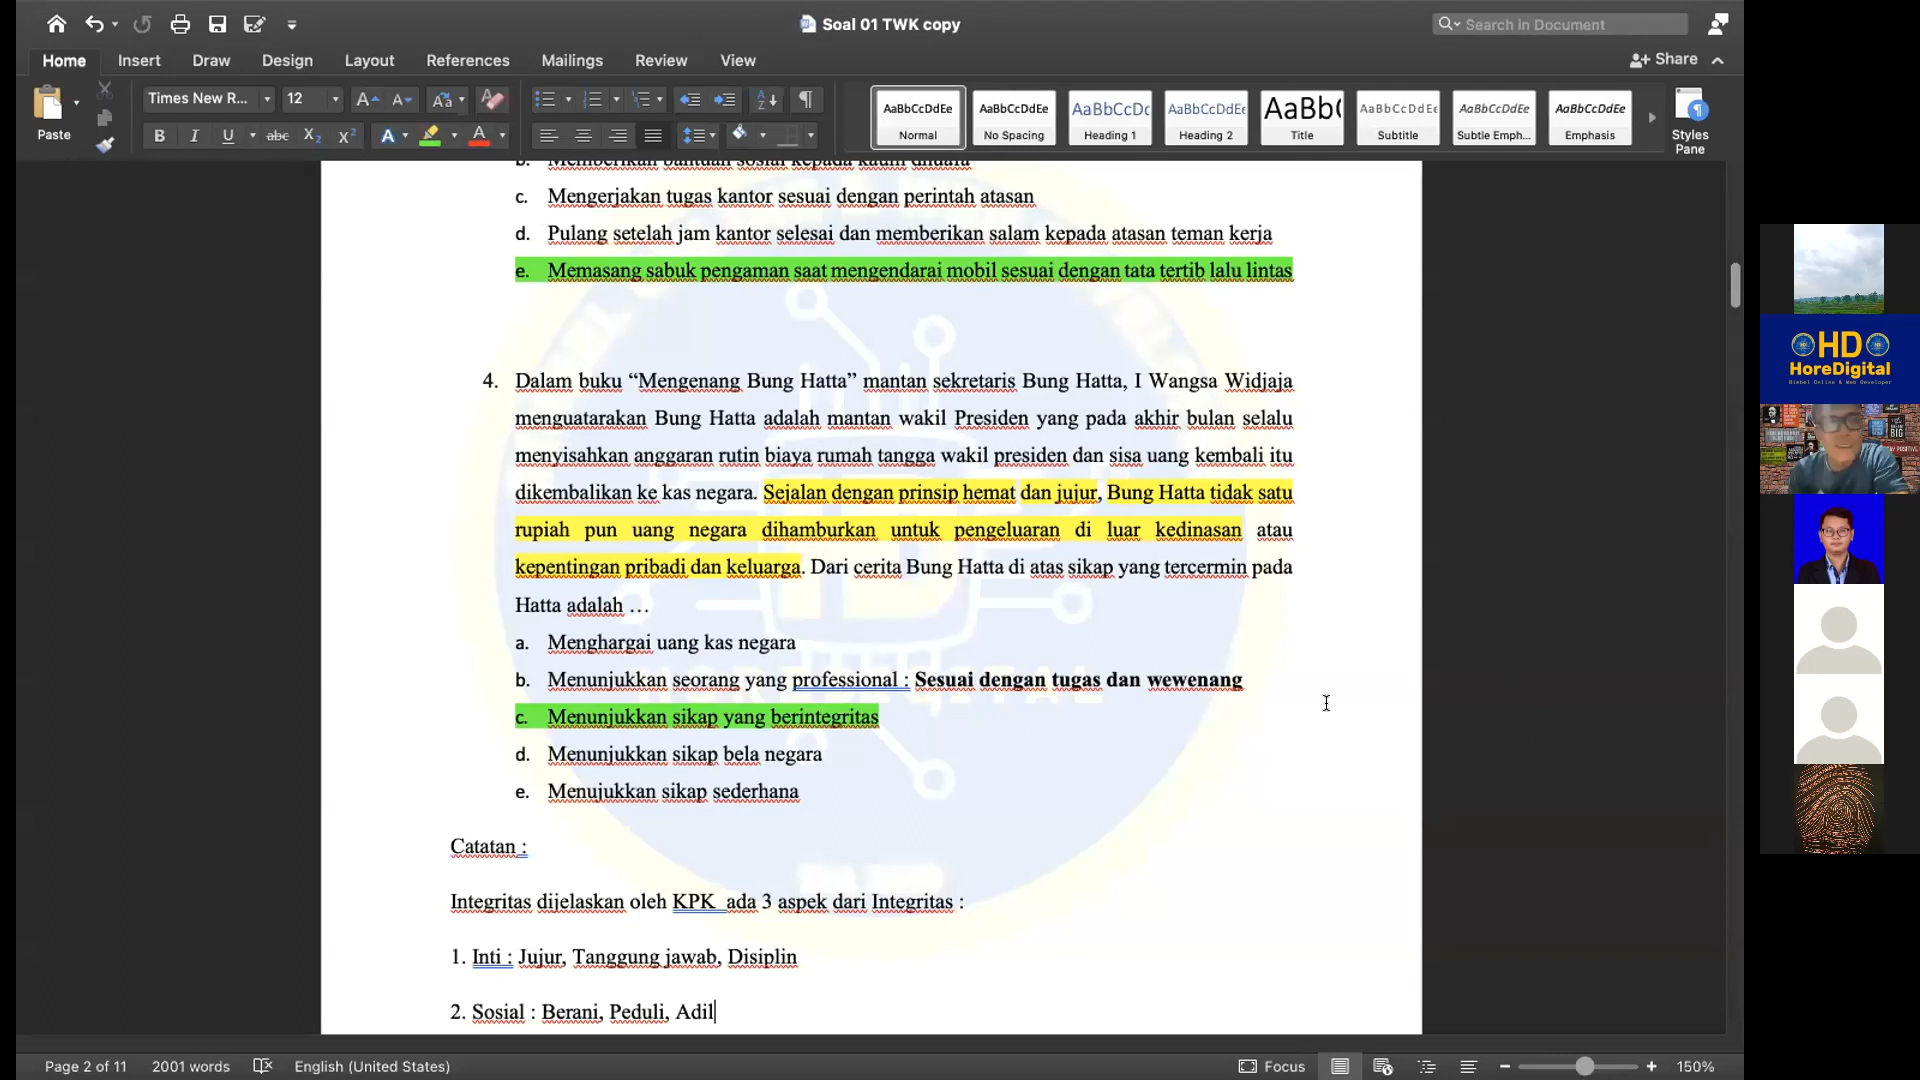 Soal 01 TWK copy
Search in Document
Home Insert Draw Design Layout References Mailings Review View
Share
Paste
Times New R... 12
AaBbCcDdEe AaBbCcDdEe AaBbCcDc AaBbCcDdEe AaBb( AaBbCcDdEe AaBbCcDdEe AaBbCcDdEe
Normal No Spacing Heading 1 Heading 2 Title Subtitle Subtle Emph... Emphasis
Styles
Pane
b. Memberikan bantuan sosial kepada kaum dhuafa
c. Mengerjakan tugas kantor sesuai dengan perintah atasan
d. Pulang setelah jam kantor selesai dan memberikan salam kepada atasan teman kerja
e. Memasang sabuk pengaman saat mengendarai mobil sesuai dengan tata tertib lalu lintas
4. Dalam buku “Mengenang Bung Hatta” mantan sekretaris Bung Hatta, I Wangsa Widjaja
menguatarakan Bung Hatta adalah mantan wakil Presiden yang pada akhir bulan selalu
menyisahkan anggaran rutin biaya rumah tangga wakil presiden dan sisa uang kembali itu
dikembalikan ke kas negara. Sejalan dengan prinsip hemat dan jujur, Bung Hatta tidak satu
rupiah pun uang negara dihamburkan untuk pengeluaran di luar kedinasan atau
kepentingan pribadi dan keluarga. Dari cerita Bung Hatta di atas sikap yang tercermin pada
Hatta adalah …
a. Menghargai uang kas negara
b. Menunjukkan seorang yang professional : Sesuai dengan tugas dan wewenang
c. Menunjukkan sikap yang berintegritas
d. Menunjukkan sikap bela negara
e. Menujukkan sikap sederhana
Catatan :
Integritas dijelaskan oleh KPK ada 3 aspek dari Integritas :
1. Inti : Jujur, Tanggung jawab, Disiplin
2. Sosial : Berani, Peduli, Adil
HD
HoreDigital
Bimbel Online & Web Developer
Page 2 of 11 2001 words English (United States) Focus 150%